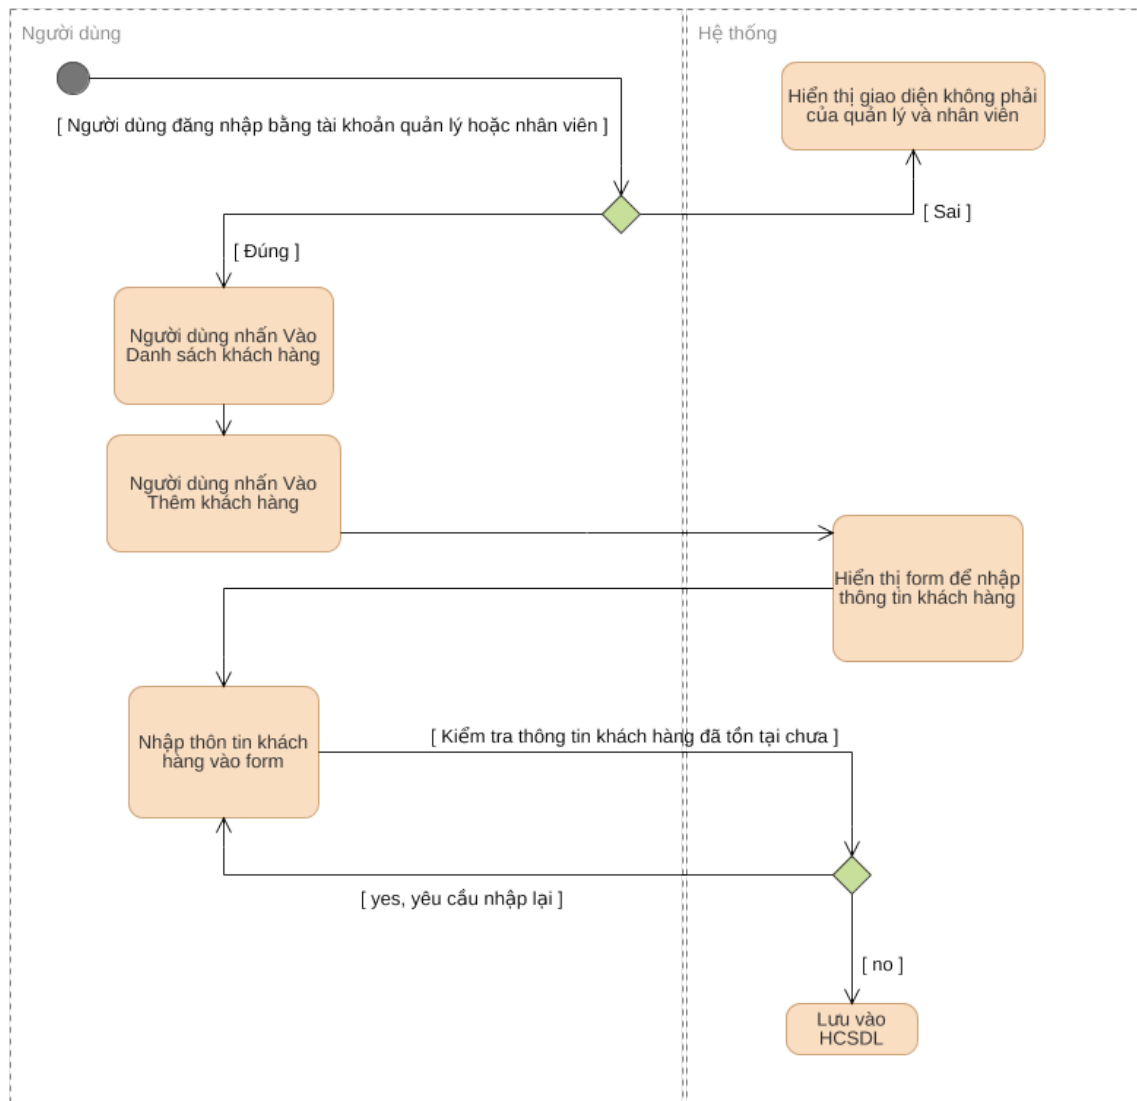 Người dùng
Hệ thống
Hiển thị giao diện không phải
của quản lý và nhân viên
[ Người dùng đăng nhập bằng tài khoản quản lý hoặc nhân viên ]
[ Sai ]
[ Đúng ]
Người dùng nhấn Vào
Danh sách khách hàng
Người dùng nhấn Vào
Thêm khách hàng
Hiển thị form để nhập
thông tin khách hàng
[ Kiểm tra thông tin khách hàng đã tồn tại chưa ]
Nhập thôn tin khách
hàng vào form
[ yes, yêu cầu nhập lại ]
[ no ]
Lưu vào
HCSDL